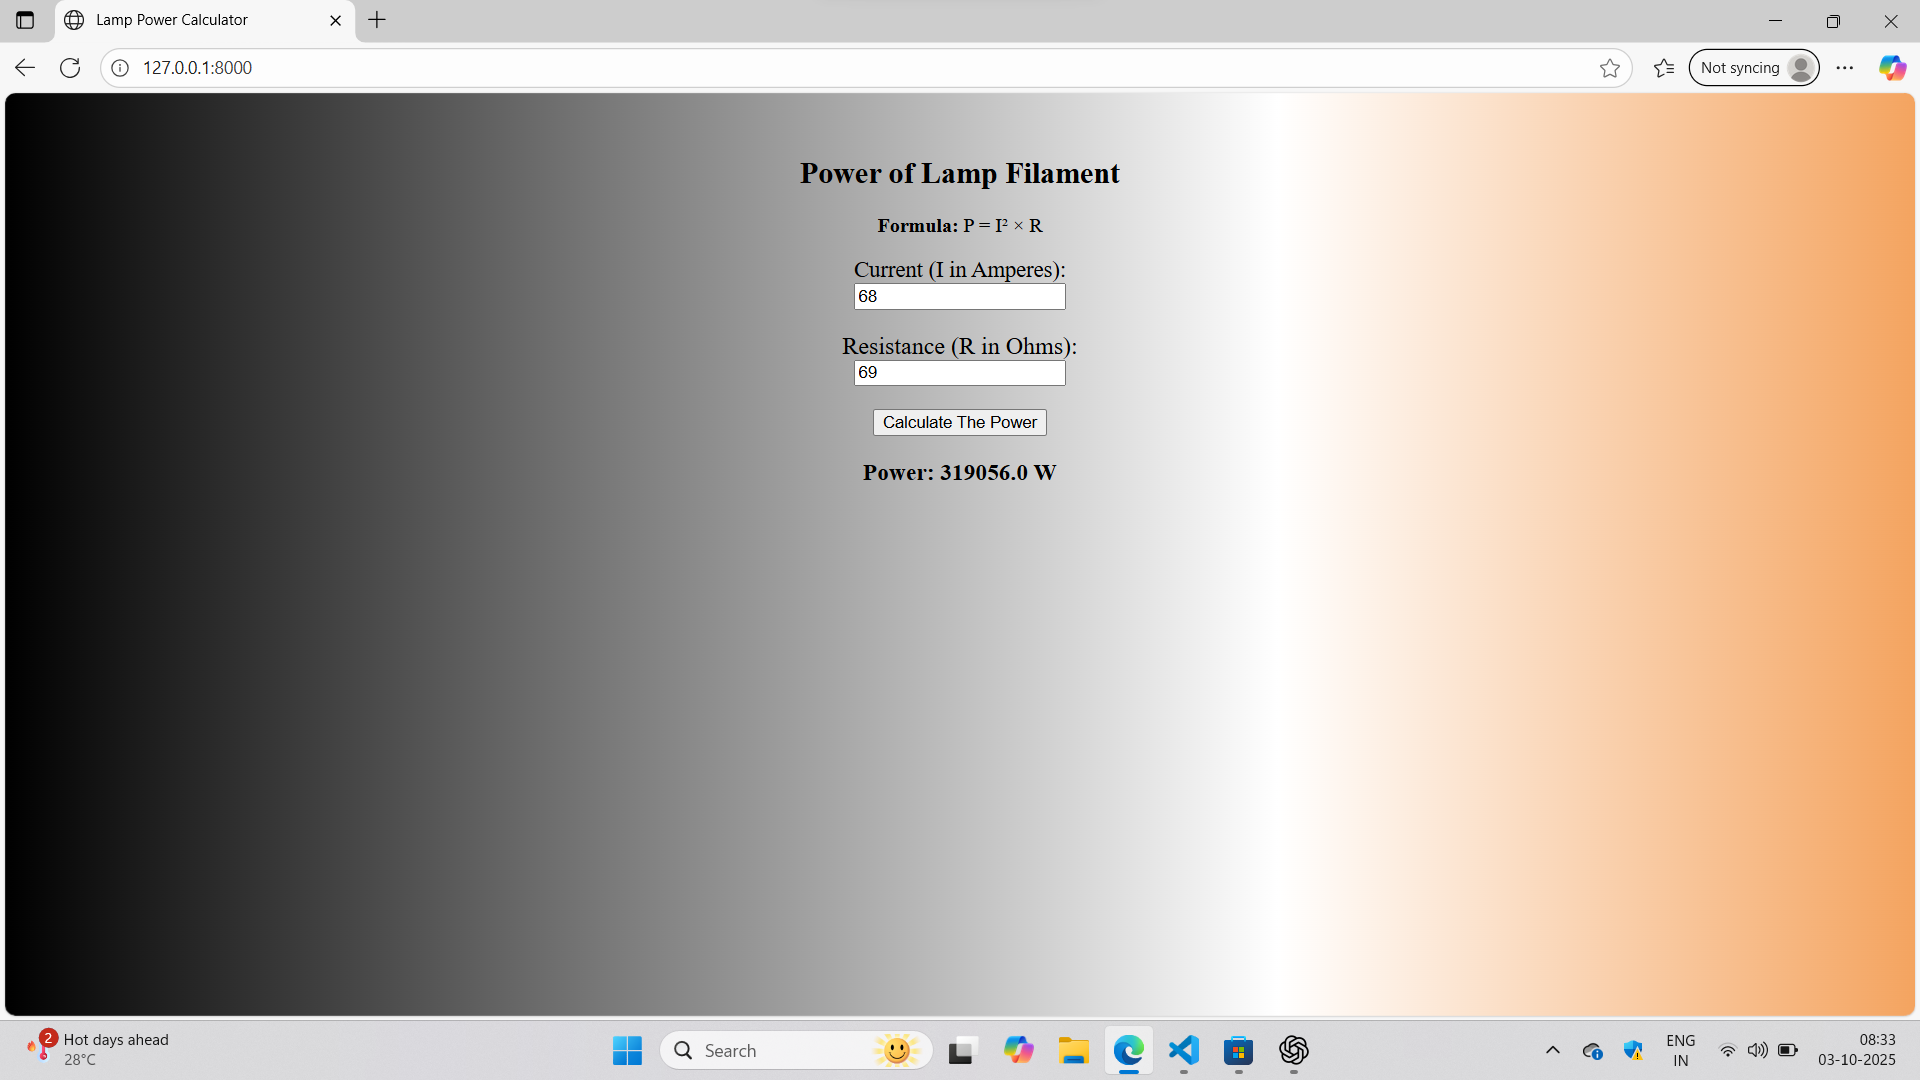 Lamp Power Calculator
127.0.0.1:8000
Not syncing
Power of Lamp Filament
Formula: P = I² × R
Current (I in Amperes):
68
Resistance (R in Ohms):
69
Calculate The Power
Power: 319056.0 W
2
Hot days ahead
28°C
Search
ENG
IN
08:33
03-10-2025